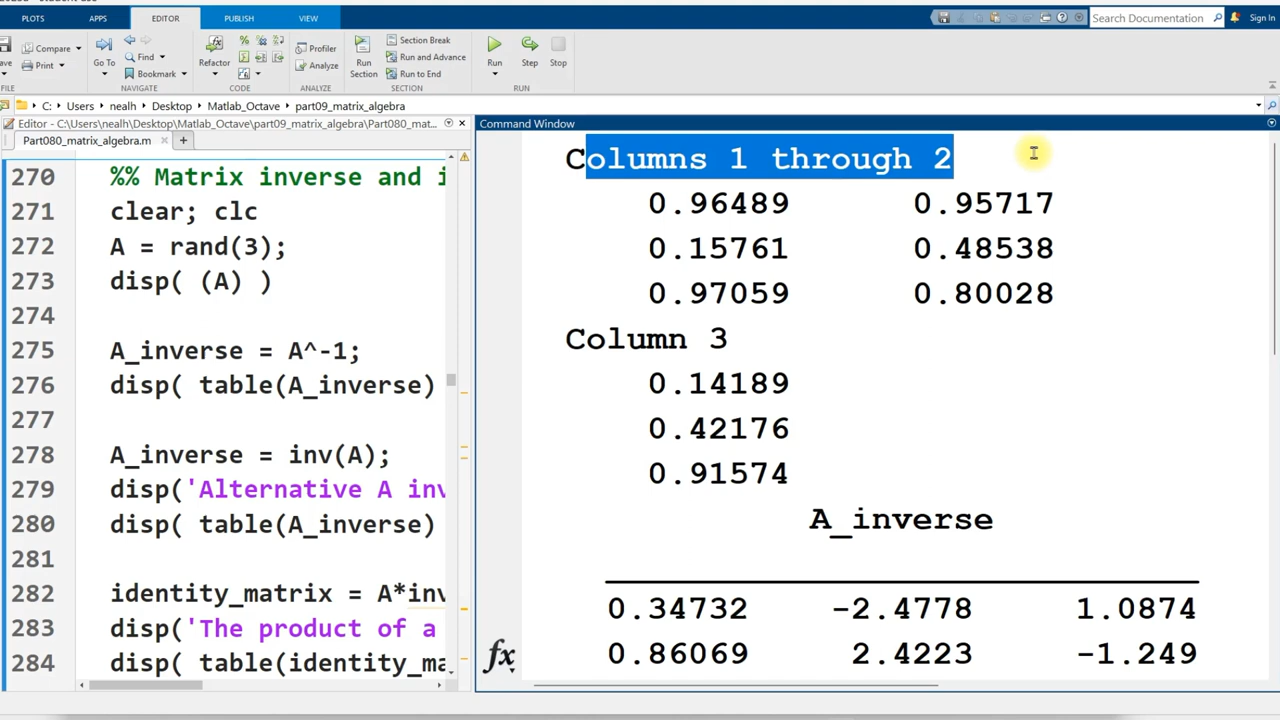 PLOTS APPS EDITOR PUBLISH VIEW
Search Documentation Sign In
Compare
Print
Go To
Find
Bookmark
Refactor
Profiler
Analyze
Run Section
Section Break
Run and Advance
Run to End
Run Step Stop
FILE NAVIGATE CODE ANALYZE SECTION RUN
C: Users nealh Desktop Matlab_Octave part09_matrix_algebra
Editor - C:\Users\nealh\Desktop\Matlab_Octave\part09_matrix_algebra\Part080_mat...
Part080_matrix_algebra.m
270 %% Matrix inverse and i
271 clear; clc
272 A = rand(3);
273 disp( (A) )
274
275 A_inverse = A^-1;
276 disp( table(A_inverse)
277
278 A_inverse = inv(A);
279 disp('Alternative A inv
280 disp( table(A_inverse)
281
282 identity_matrix = A*inv
283 disp('The product of a
284 disp( table(identity_ma
Command Window
Columns 1 through 2
0.96489 0.95717
0.15761 0.48538
0.97059 0.80028
Column 3
0.14189
0.42176
0.91574
A_inverse
0.34732 -2.4778 1.0874
0.86069 2.4223 -1.249
fx